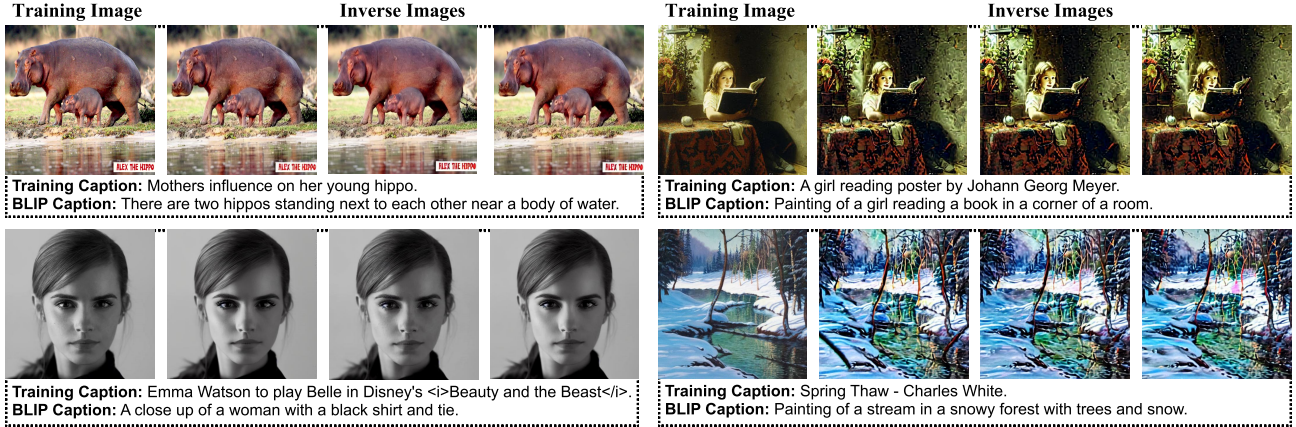 Training Image Inverse Images
ALEX THE HIPPO ALEX THE HIPPO ALEX THE HIPPO ALEX THE HIPPO
Training Caption: Mothers influence on her young hippo.
BLIP Caption: There are two hippos standing next to each other near a body of water.
Training Caption: Emma Watson to play Belle in Disney's <i>Beauty and the Beast</i>.
BLIP Caption: A close up of a woman with a black shirt and tie.
Training Image Inverse Images
Training Caption: A girl reading poster by Johann Georg Meyer.
BLIP Caption: Painting of a girl reading a book in a corner of a room.
Training Caption: Spring Thaw - Charles White.
BLIP Caption: Painting of a stream in a snowy forest with trees and snow.